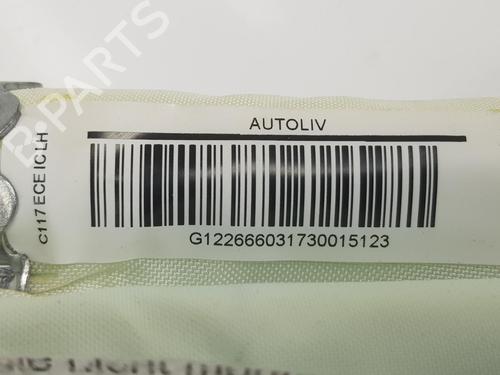 B-PARTS
AUTOLIV
C117 ECE IC LH
G122666031730015123